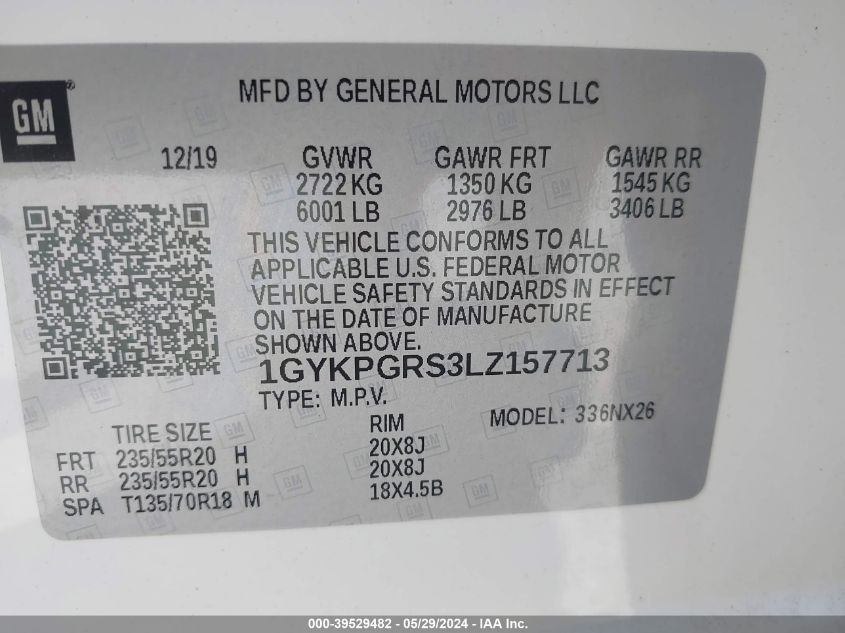 GM®
MFD BY GENERAL MOTORS LLC
12/19 GVWR GAWR FRT GAWR RR
2722 KG 1350 KG 1545 KG
6001 LB 2976 LB 3406 LB
THIS VEHICLE CONFORMS TO ALL
APPLICABLE U.S. FEDERAL MOTOR
VEHICLE SAFETY STANDARDS IN EFFECT
ON THE DATE OF MANUFACTURE
SHOWN ABOVE.
1GYKPGRS3LZ157713
TYPE: M.P.V.
MODEL: 336NX26
TIRE SIZE RIM
FRT 235/55R20 H 20X8J
RR 235/55R20 H 20X8J
SPA T135/70R18 M 18X4.5B
000-39529482 - 05/29/2024 - IAA Inc.